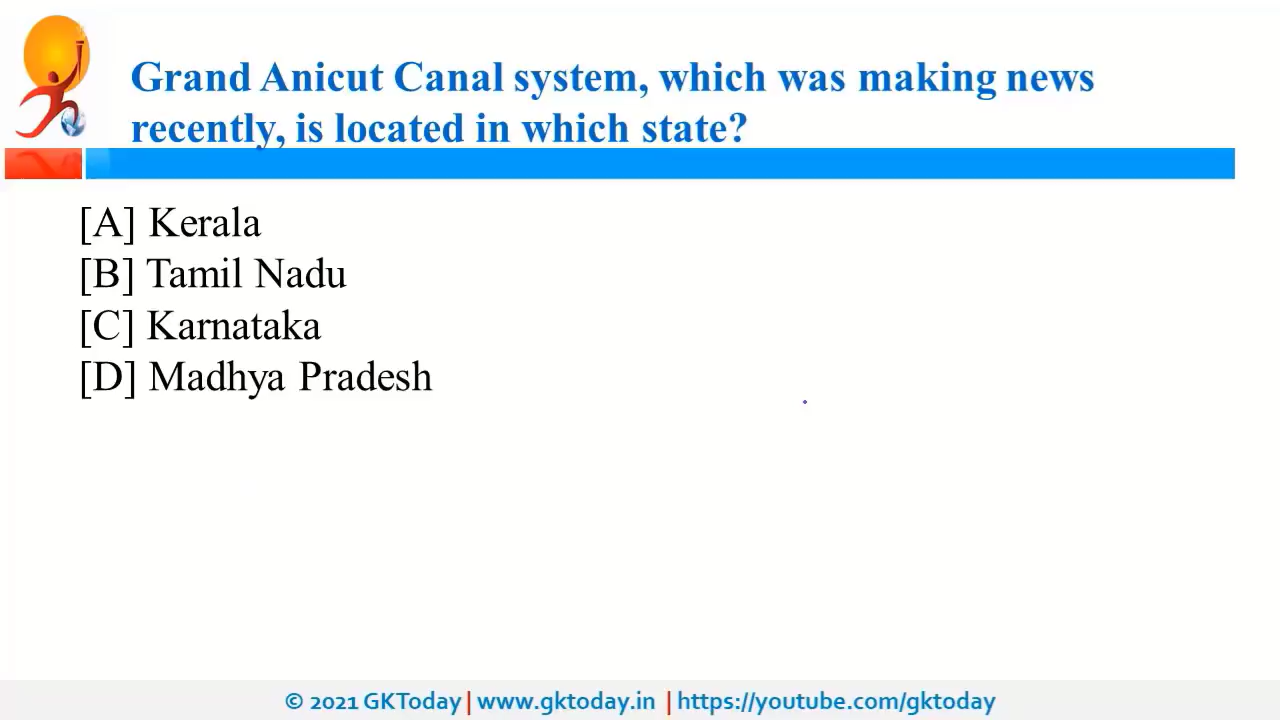 Grand Anicut Canal system, which was making news
recently, is located in which state?
[A] Kerala
[B] Tamil Nadu
[C] Karnataka
[D] Madhya Pradesh
© 2021 GKToday | www.gktoday.in | https://youtube.com/gktoday